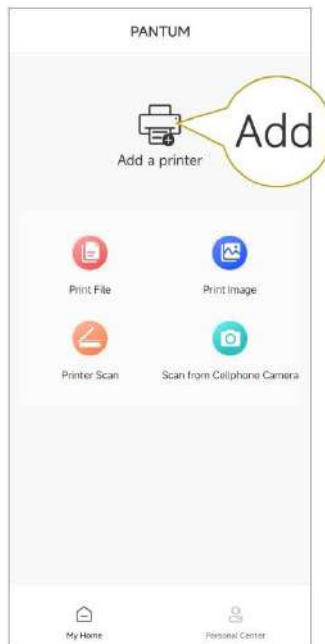 PANTUM
Add
Add a printer
Print File
Print Image
Printer Scan
Scan from Cellphone Camera
My Home
Personal Center